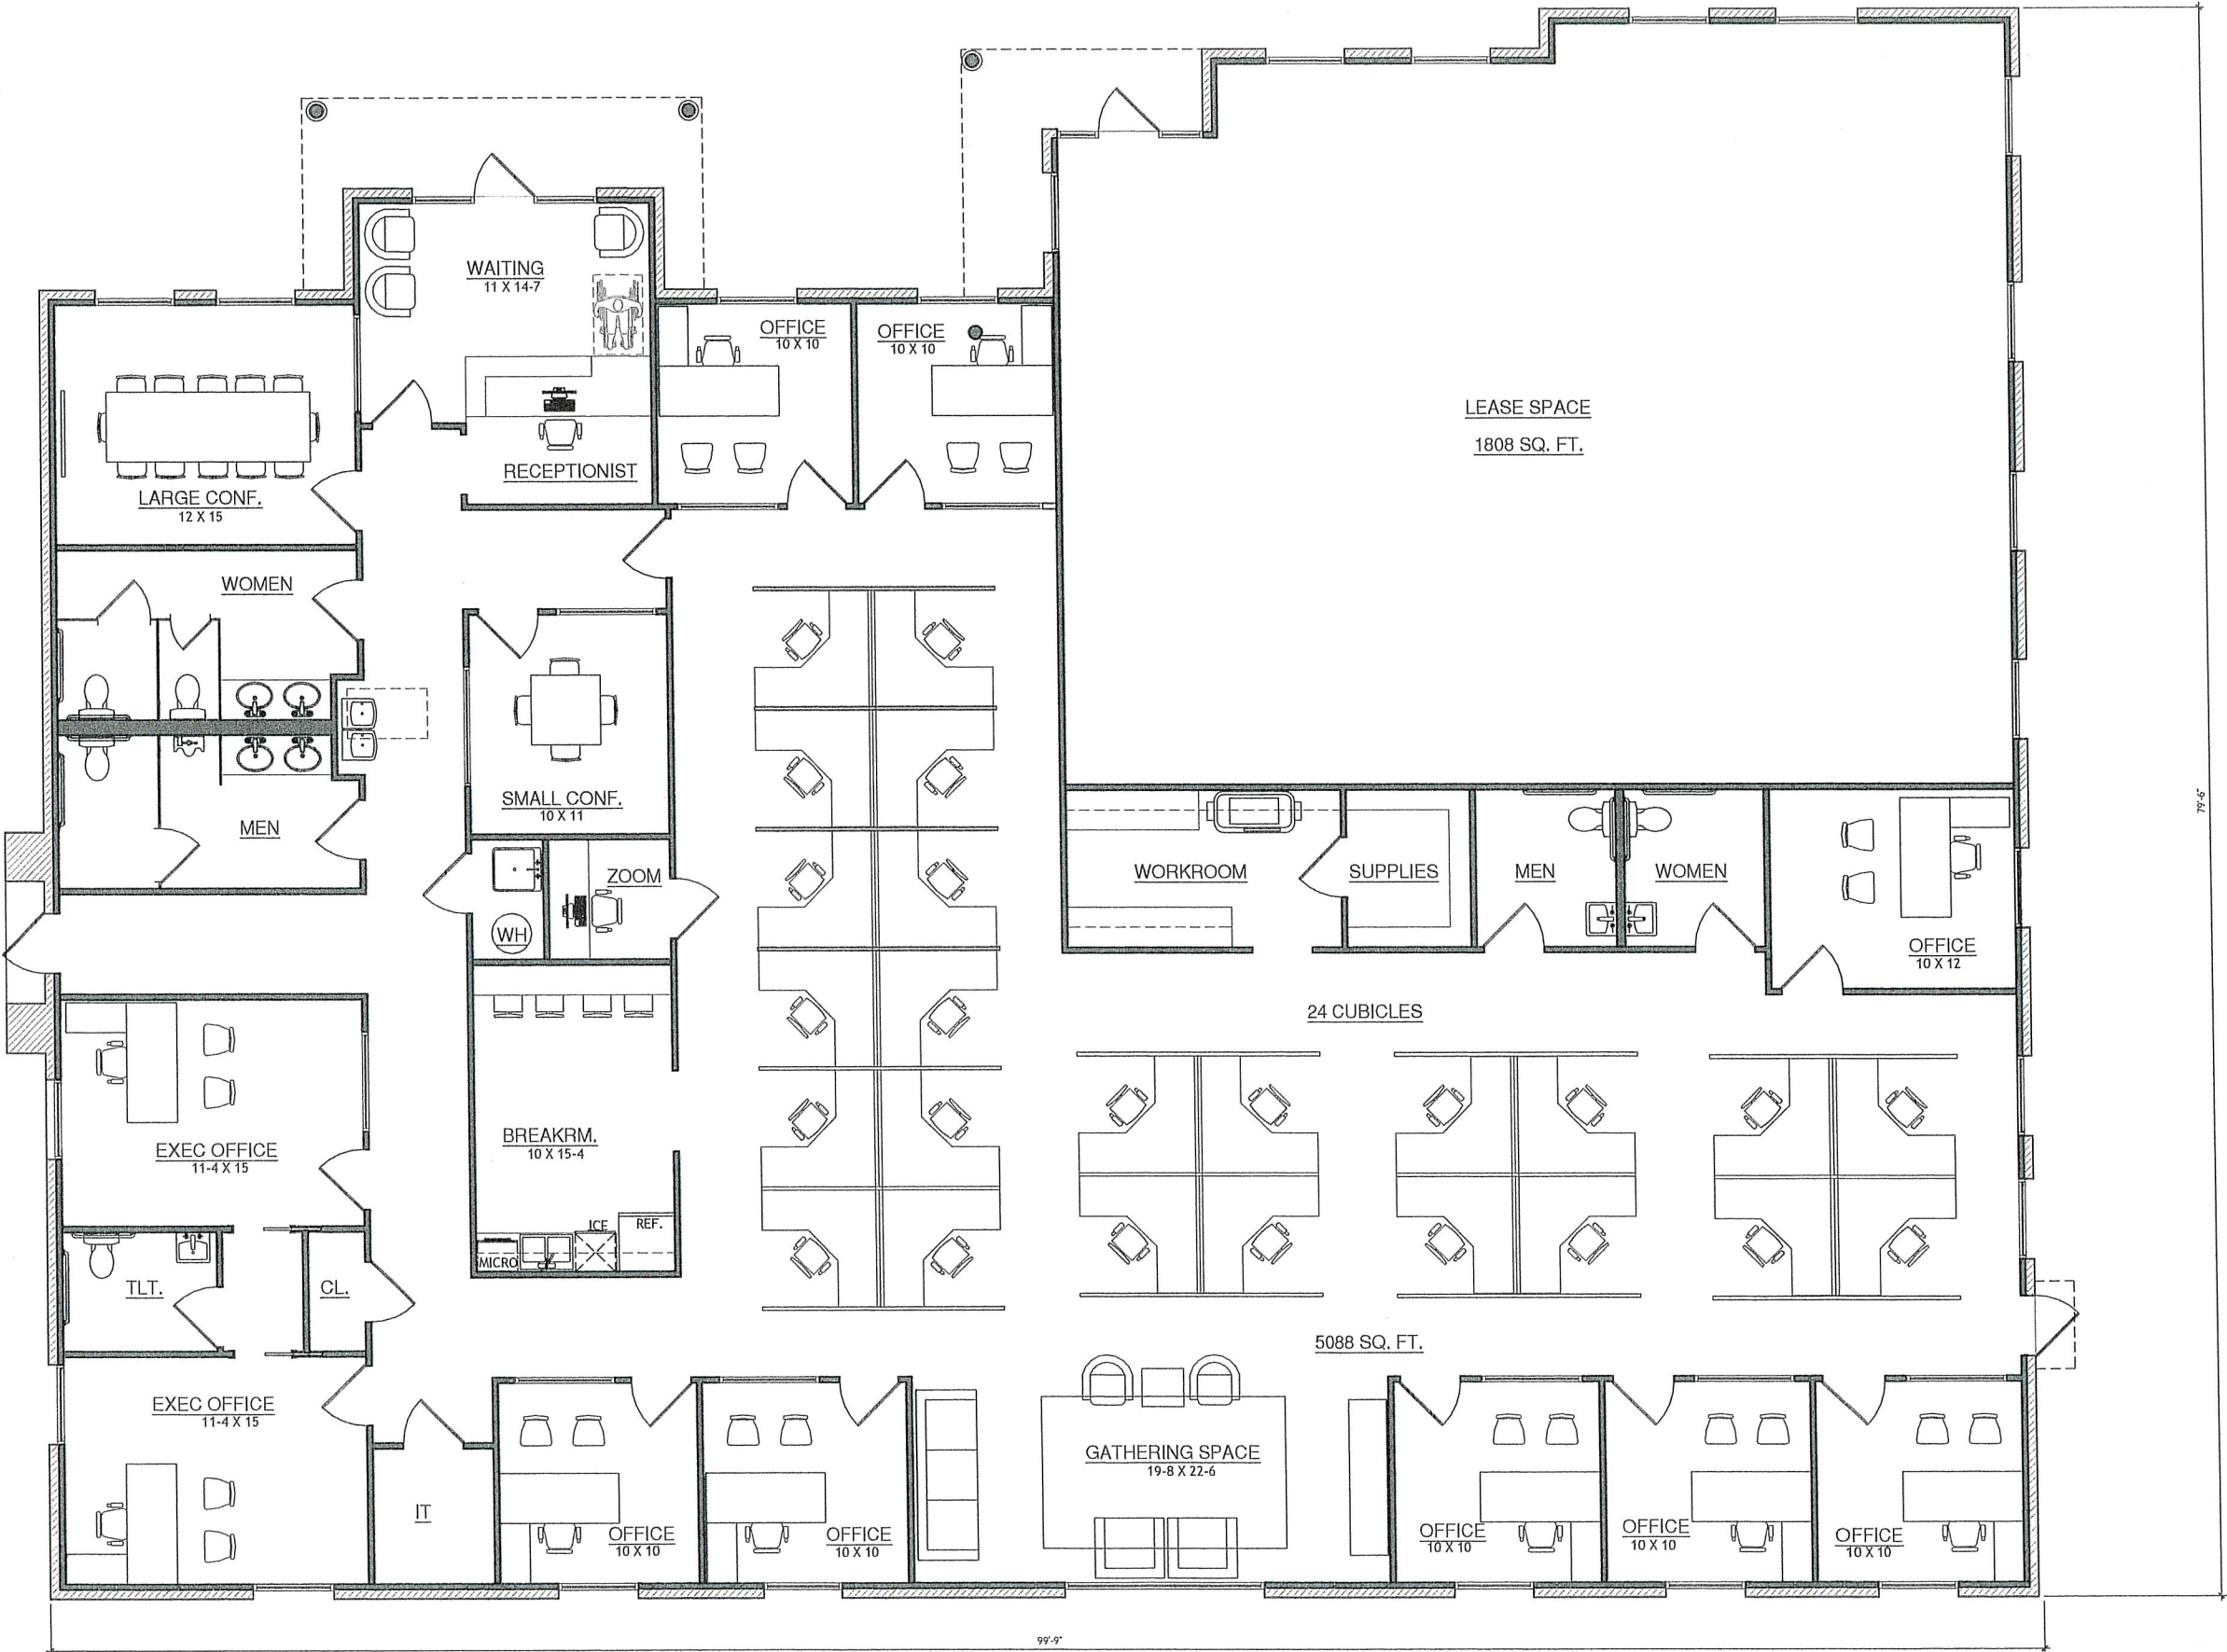 WAITING
11 X 14-7
OFFICE
10 X 10
OFFICE
10 X 10
LEASE SPACE
1808 SQ. FT.
RECEPTIONIST
LARGE CONF.
12 X 15
WOMEN
SMALL CONF.
10 X 11
MEN
ZOOM
WH
WORKROOM
SUPPLIES
MEN
WOMEN
OFFICE
10 X 12
24 CUBICLES
EXEC OFFICE
11-4 X 15
BREAKRM.
10 X 15-4
ICE
REF.
MICRO
TLT.
CL.
5088 SQ. FT.
EXEC OFFICE
11-4 X 15
GATHERING SPACE
19-8 X 22-6
IT
OFFICE
10 X 10
OFFICE
10 X 10
OFFICE
10 X 10
OFFICE
10 X 10
OFFICE
10 X 10
79'-6"
99'-9"